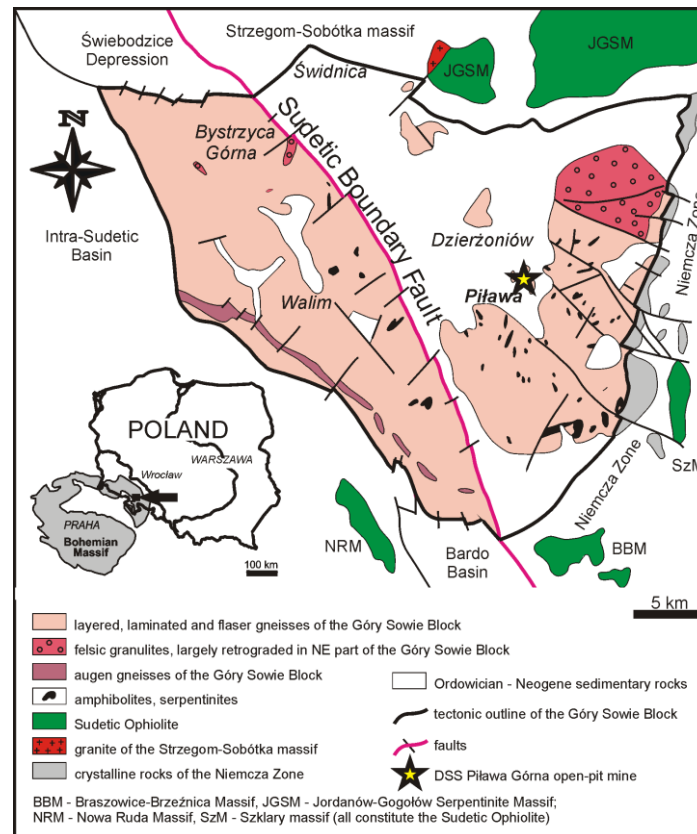 Strzegom-Sobótka massif
Świebodzice
Depression
Świdnica
JGSM
JGSM
Bystrzyca
Górna
Sudetic Boundary Fault
N
Intra-Sudetic
Basin
Dzierżoniów
Niemcza Zone
Piława
Walim
POLAND
WARSZAWA
Wrocław
PRAHA
Bohemian
Massif
100 km
SzM
Niemcza Zone
NRM
Bardo
Basin
BBM
5 km
layered, laminated and flaser gneisses of the Góry Sowie Block
felsic granulites, largely retrograded in NE part of the Góry Sowie Block
augen gneisses of the Góry Sowie Block
amphibolites, serpentinites
Sudetic Ophiolite
granite of the Strzegom-Sobótka massif
crystalline rocks of the Niemcza Zone
Ordowician - Neogene sedimentary rocks
tectonic outline of the Góry Sowie Block
faults
DSS Piława Górna open-pit mine
BBM - Braszowice-Brzeźnica Massif, JGSM - Jordanów-Gogołów Serpentinite Massif;
NRM - Nowa Ruda Massif, SzM - Szklary massif (all constitute the Sudetic Ophiolite)